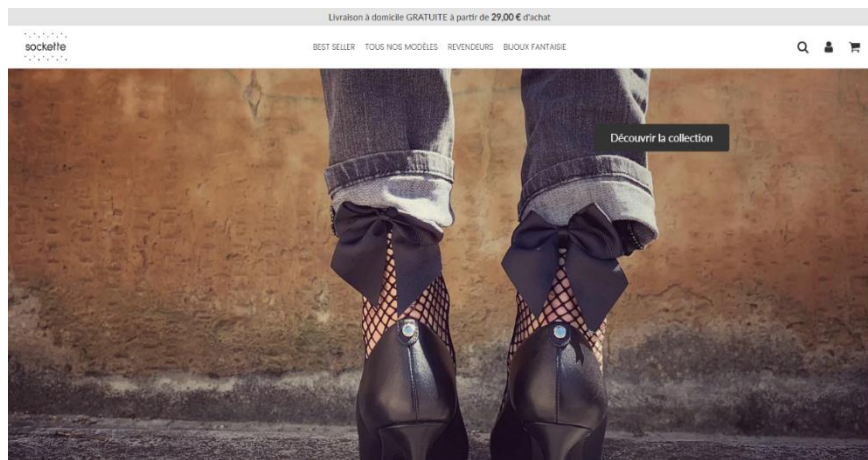 Livraison à domicile GRATUITE à partir de 29,00 € d'achat
sockette
BEST SELLER TOUS NOS MODÈLES REVENDEURS BIJOUX FANTAISIE
Découvrir la collection